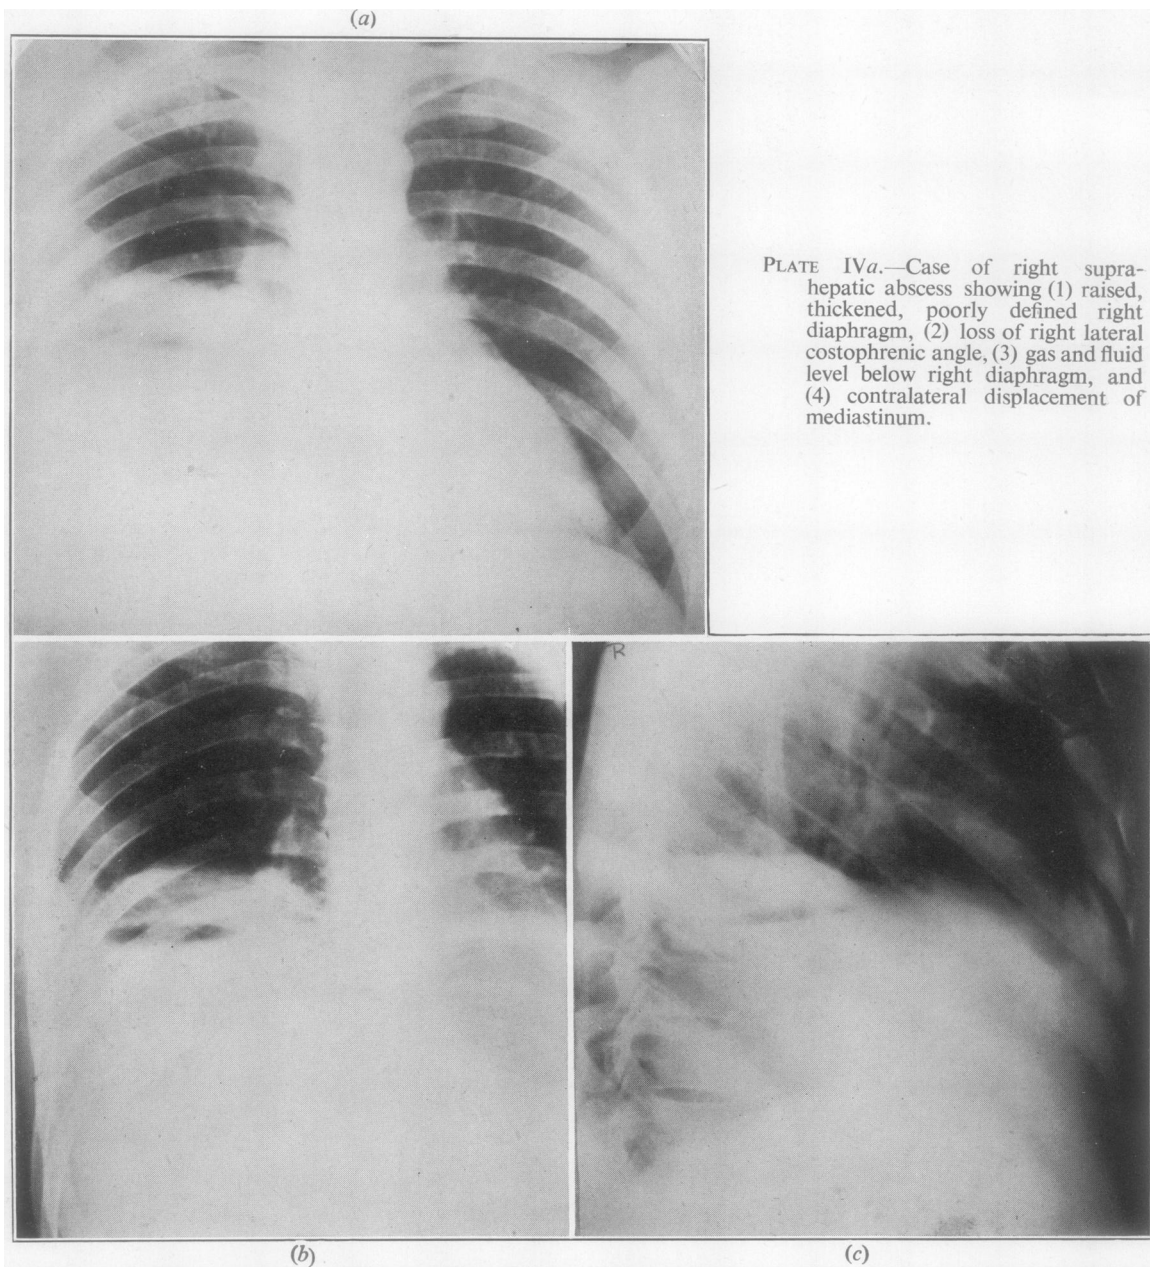 (a)
PLATE IVa.—Case of right supra-
hepatic abscess showing (1) raised,
thickened, poorly defined right
diaphragm, (2) loss of right lateral
costophrenic angle, (3) gas and fluid
level below right diaphragm, and
(4) contralateral displacement of
mediastinum.
R
(b)
(c)